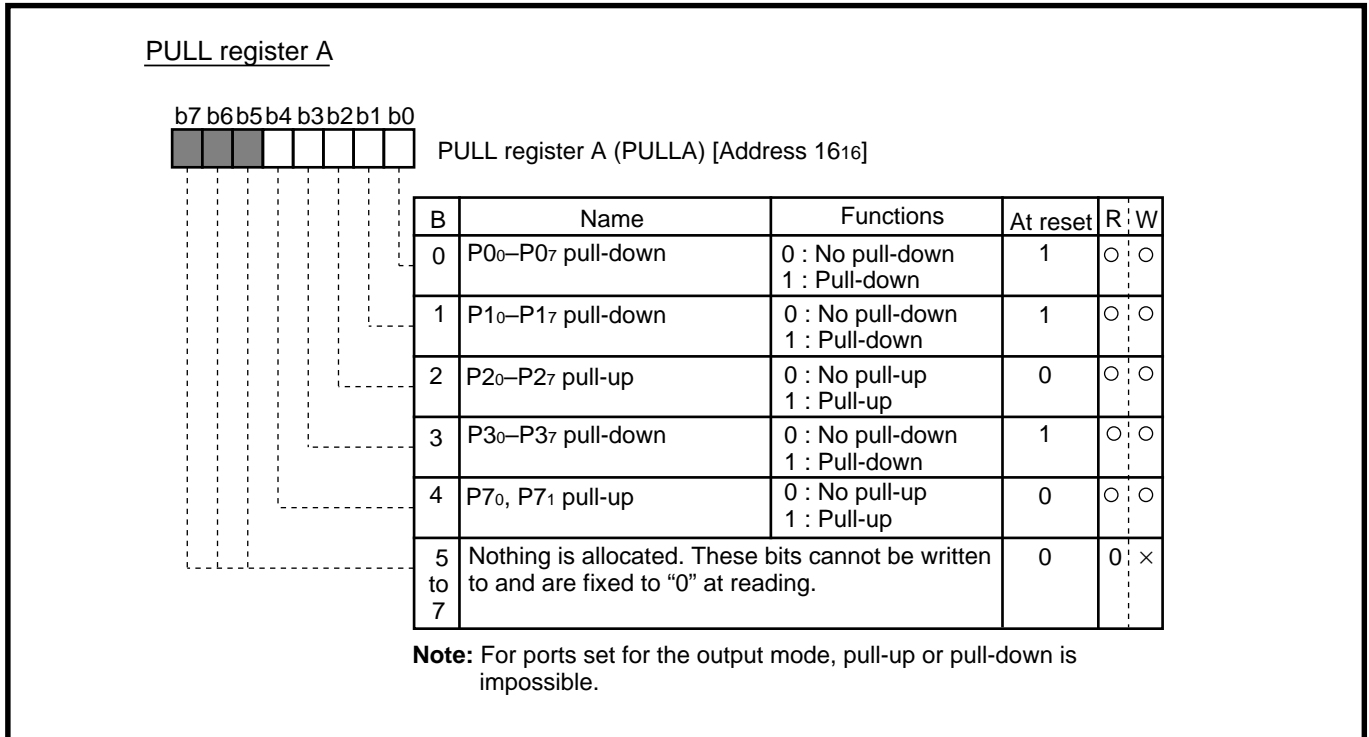 PULL register A
b7 b6 b5 b4 b3 b2 b1 b0
PULL register A (PULLA) [Address 16₁₆]
B Name Functions At reset R W
0 P0₀–P0₇ pull-down 0 : No pull-down 1 ○ ○
1 : Pull-down
1 P1₀–P1₇ pull-down 0 : No pull-down 1 ○ ○
1 : Pull-down
2 P2₀–P2₇ pull-up 0 : No pull-up 0 ○ ○
1 : Pull-up
3 P3₀–P3₇ pull-down 0 : No pull-down 1 ○ ○
1 : Pull-down
4 P7₀, P7₁ pull-up 0 : No pull-up 0 ○ ○
1 : Pull-up
5 Nothing is allocated. These bits cannot be written 0 0 ×
to to and are fixed to “0” at reading.
7
Note: For ports set for the output mode, pull-up or pull-down is
impossible.